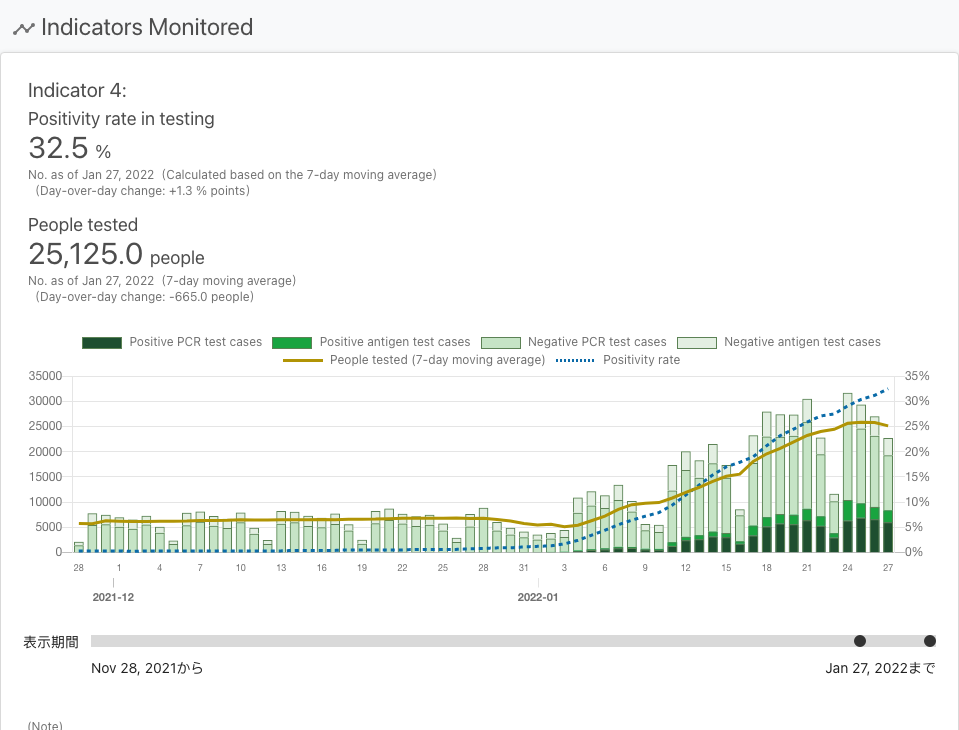 Indicators Monitored
Indicator 4:
Positivity rate in testing
32.5 %
No. as of Jan 27, 2022 (Calculated based on the 7-day moving average)
(Day-over-day change: +1.3 % points)
People tested
25,125.0 people
No. as of Jan 27, 2022 (7-day moving average)
(Day-over-day change: -665.0 people)
Positive PCR test cases Positive antigen test cases Negative PCR test cases Negative antigen test cases
People tested (7-day moving average) Positivity rate
35000 35%
30000 30%
25000 25%
20000 20%
15000 15%
10000 10%
5000 5%
0 0%
28 1 4 7 10 13 16 19 22 25 28 31 3 6 9 12 15 18 21 24 27
2021-12 2022-01
表示期間
Nov 28, 2021から Jan 27, 2022まで
(Note)